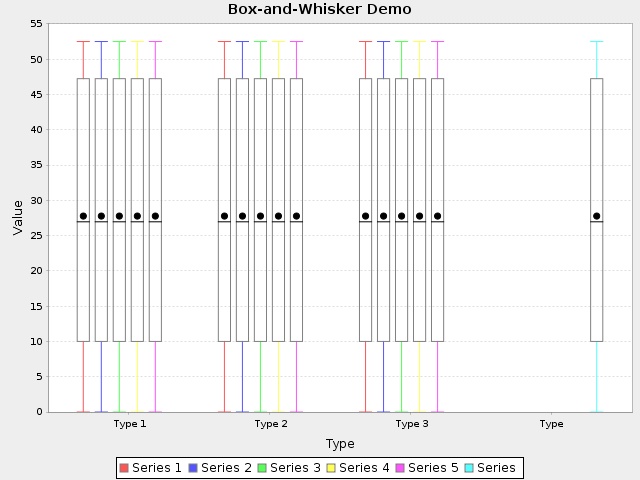 Box-and-Whisker Demo
55
50
45
40
35
30
25
20
15
10
5
0
Value
Type 1 Type 2 Type 3 Type
Type
Series 1 Series 2 Series 3 Series 4 Series 5 Series